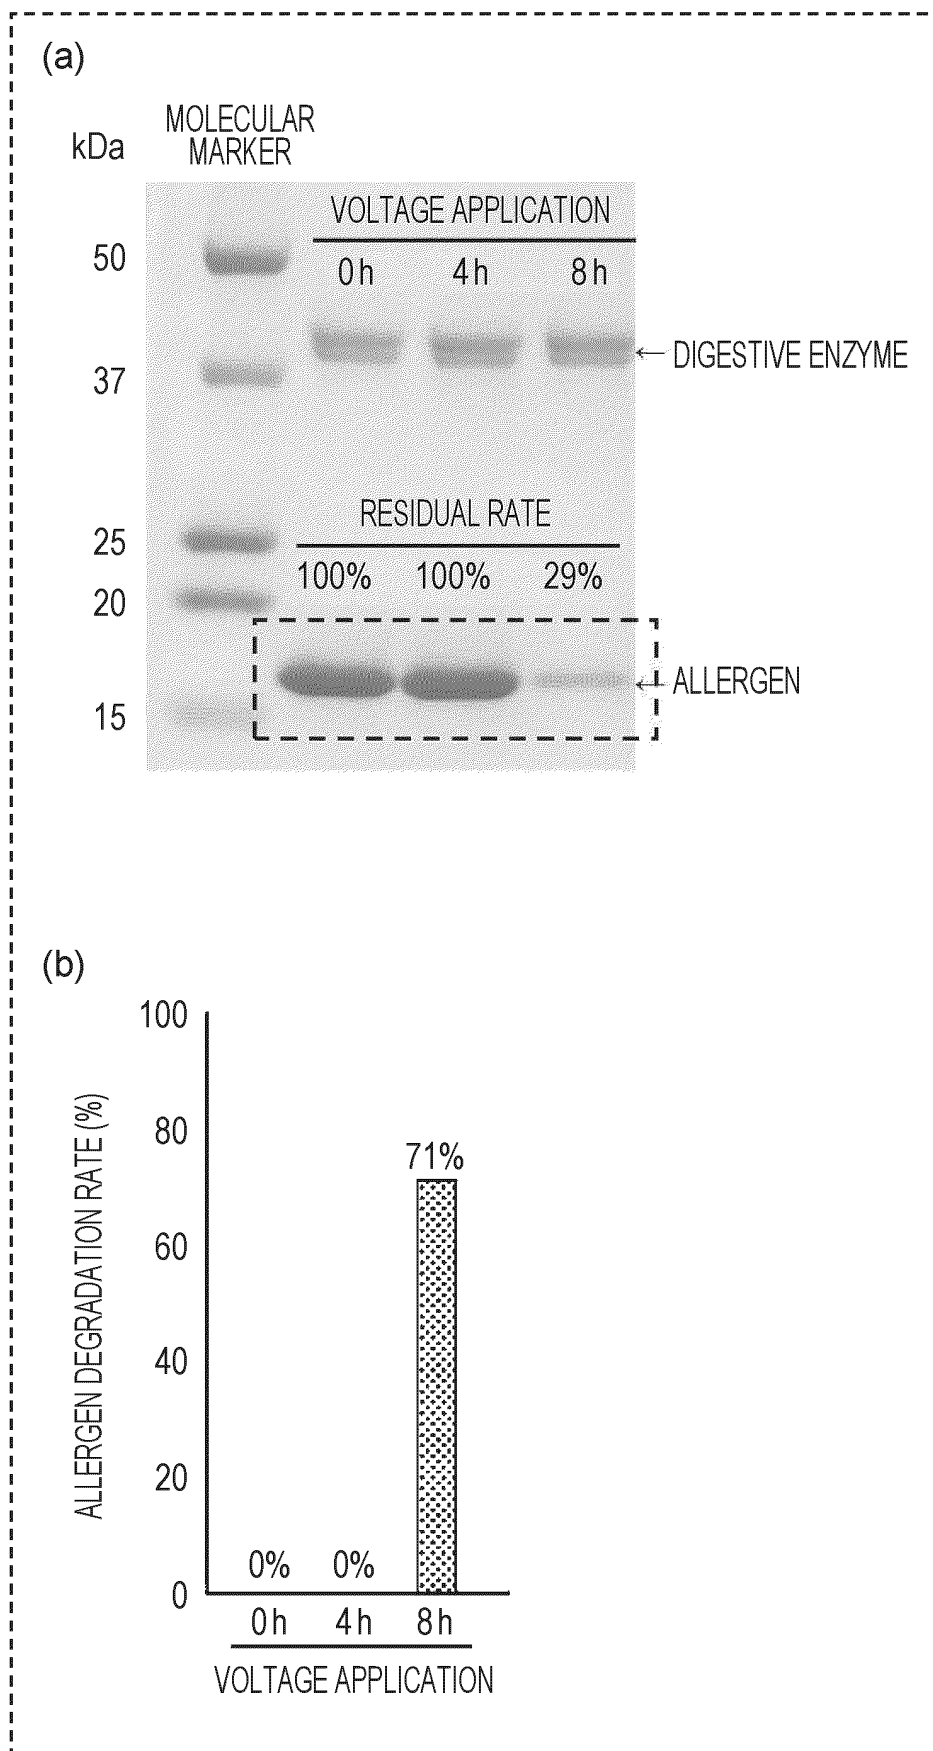 (a)
MOLECULAR
MARKER
kDa
VOLTAGE APPLICATION
50
0h 4h 8h
← DIGESTIVE ENZYME
37
RESIDUAL RATE
25
100% 100% 29%
20
← ALLERGEN
15
(b)
100
80
71%
60
40
20
0% 0%
0
0h 4h 8h
VOLTAGE APPLICATION
ALLERGEN DEGRADATION RATE (%)